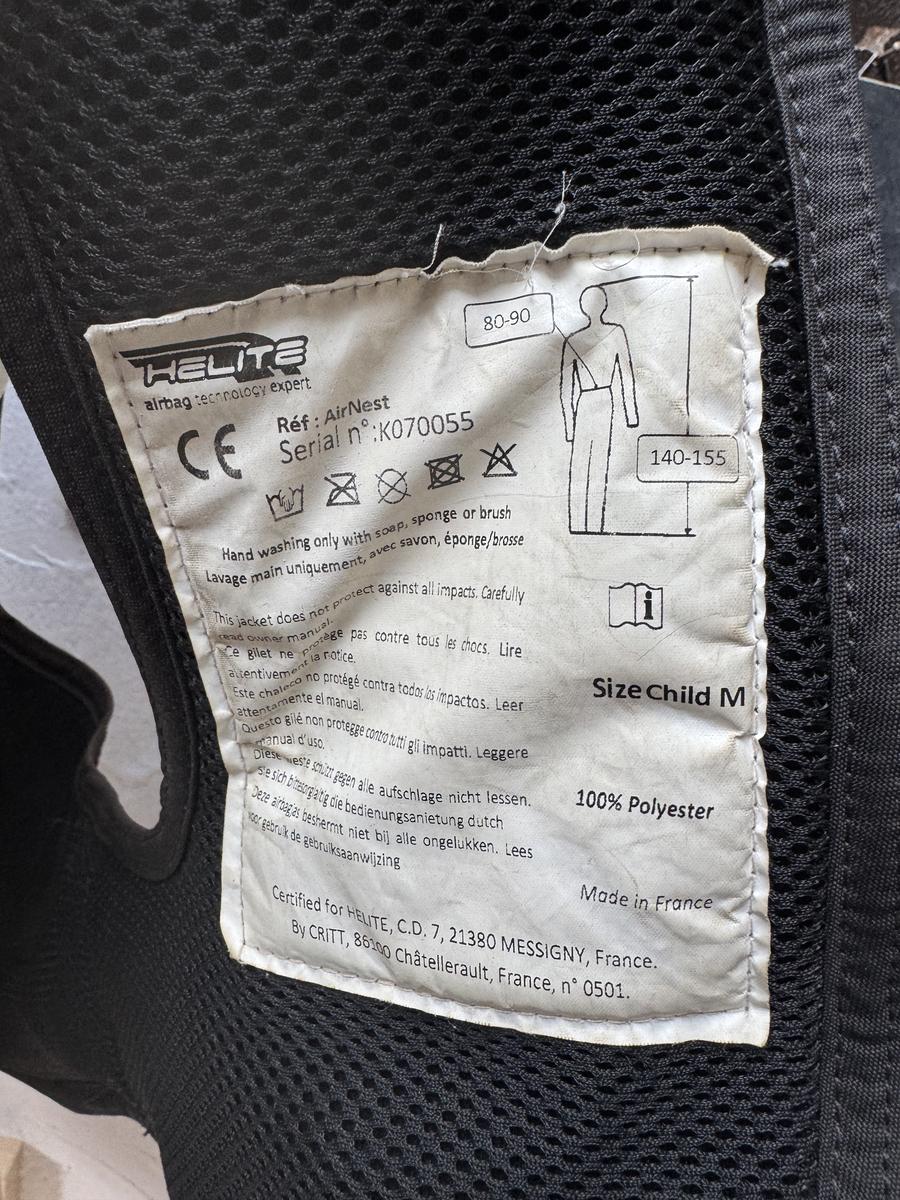 HELITE
airbag technology expert
80-90
CE
Réf : AirNest
Serial n°:K070055
140-155
Hand washing only with soap, sponge or brush
Lavage main uniquement, avec savon, éponge/brosse
This jacket does not protect against all impacts. Carefully
read owner manual.
Ce gilet ne protège pas contre tous les chocs. Lire
attentivement la notice.
Este chaleco no protégé contra todos los impactos. Leer
attentamente el manual.
Questo gilé non protegge contro tutti gli impatti. Leggere
manual d'uso.
Diese weste schützt gegen alle aufschlage nicht lessen.
Sie sich bitte sorgfaltig die bedienungsanietung dutch
Deze airbagjas beshermt niet bij alle ongelukken. Lees
voor gebruik de gebruiksaanwijzing
i
Size Child M
100% Polyester
Made in France
Certified for HELITE, C.D. 7, 21380 MESSIGNY, France.
By CRITT, 86100 Châtellerault, France, n° 0501.